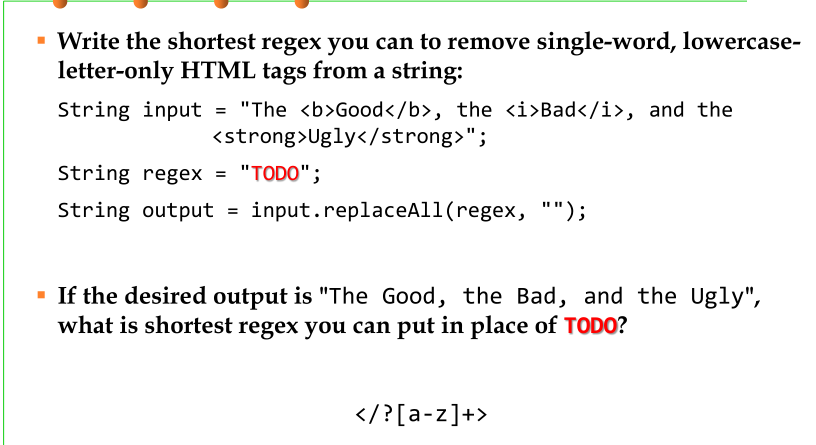 ▪ Write the shortest regex you can to remove single-word, lowercase-
letter-only HTML tags from a string:
String input = "The <b>Good</b>, the <i>Bad</i>, and the
<strong>Ugly</strong>";
String regex = "TODO";
String output = input.replaceAll(regex, "");
▪ If the desired output is "The Good, the Bad, and the Ugly",
what is shortest regex you can put in place of TODO?
</?[a-z]+>